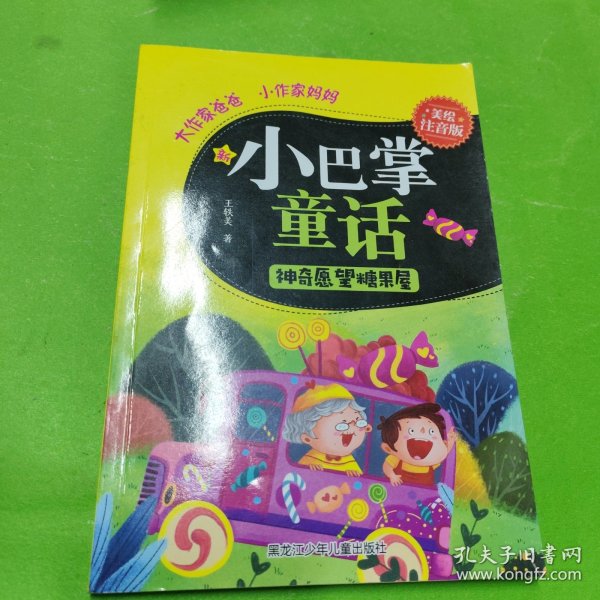 大作家爸爸 小作家妈妈
美绘
注音版
新
小巴掌
童话
王轶美 著
神奇愿望糖果屋
黑龙江少年儿童出版社
孔夫子旧书网
www.kongfz.com